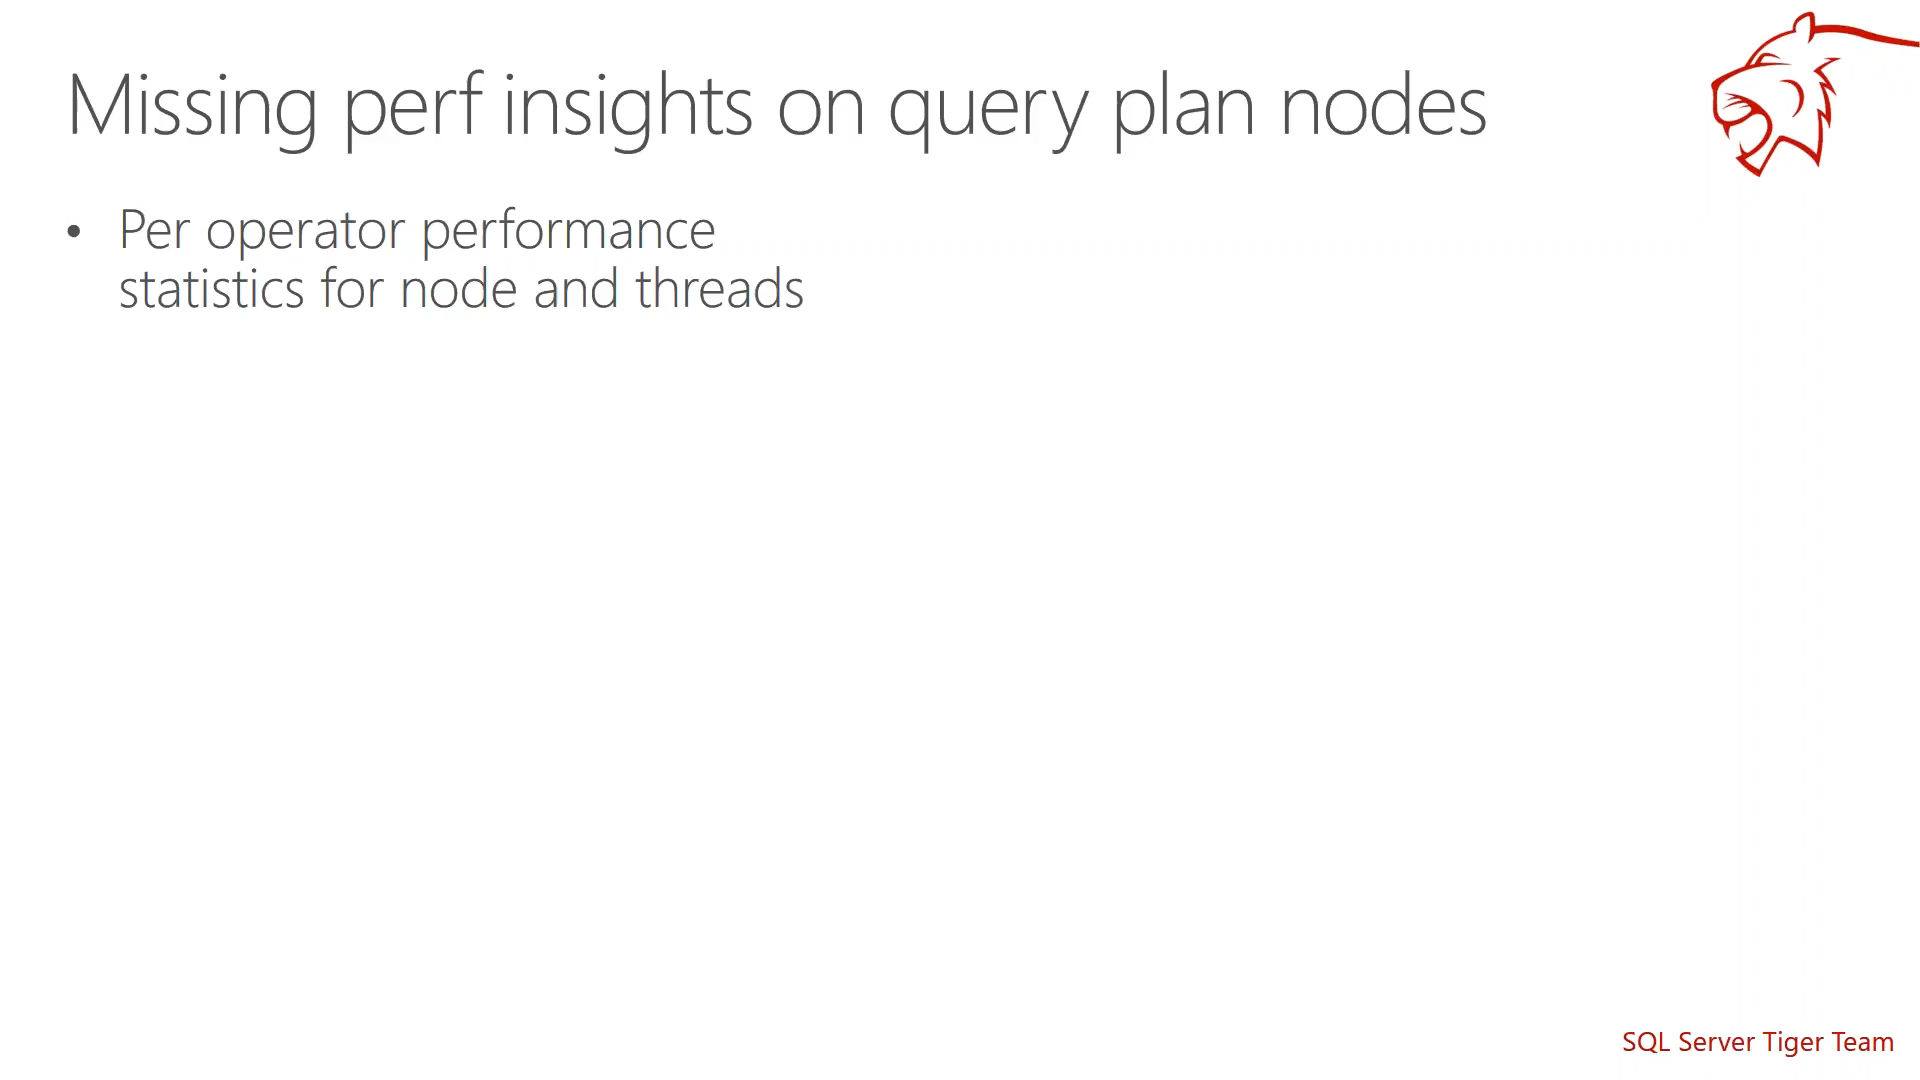 Missing perf insights on query plan nodes
• Per operator performance
statistics for node and threads
SQL Server Tiger Team